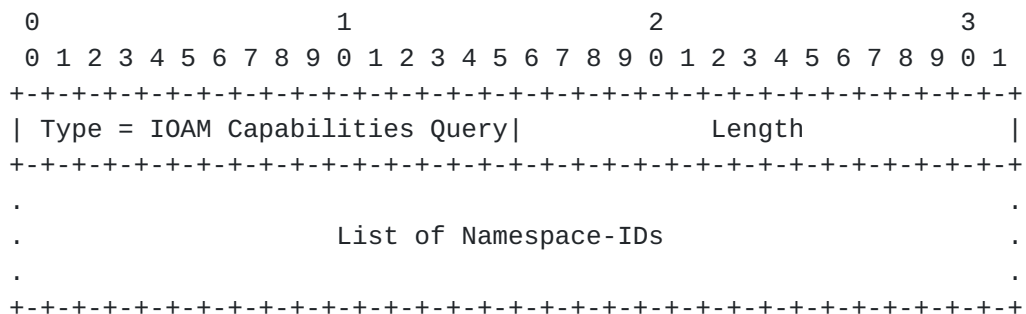 0                   1                   2                   3
 0 1 2 3 4 5 6 7 8 9 0 1 2 3 4 5 6 7 8 9 0 1 2 3 4 5 6 7 8 9 0 1
+-+-+-+-+-+-+-+-+-+-+-+-+-+-+-+-+-+-+-+-+-+-+-+-+-+-+-+-+-+-+-+-+
| Type = IOAM Capabilities Query|            Length             |
+-+-+-+-+-+-+-+-+-+-+-+-+-+-+-+-+-+-+-+-+-+-+-+-+-+-+-+-+-+-+-+-+
.                                                               .
.                    List of Namespace-IDs                      .
.                                                               .
+-+-+-+-+-+-+-+-+-+-+-+-+-+-+-+-+-+-+-+-+-+-+-+-+-+-+-+-+-+-+-+-+